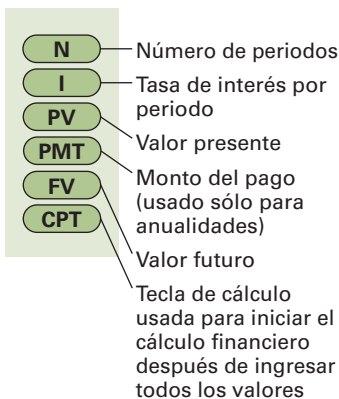 N
Número de periodos
I
Tasa de interés por
periodo
PV
Valor presente
PMT
Monto del pago
(usado sólo para
anualidades)
FV
Valor futuro
CPT
Tecla de cálculo
usada para iniciar el
cálculo financiero
después de ingresar
todos los valores